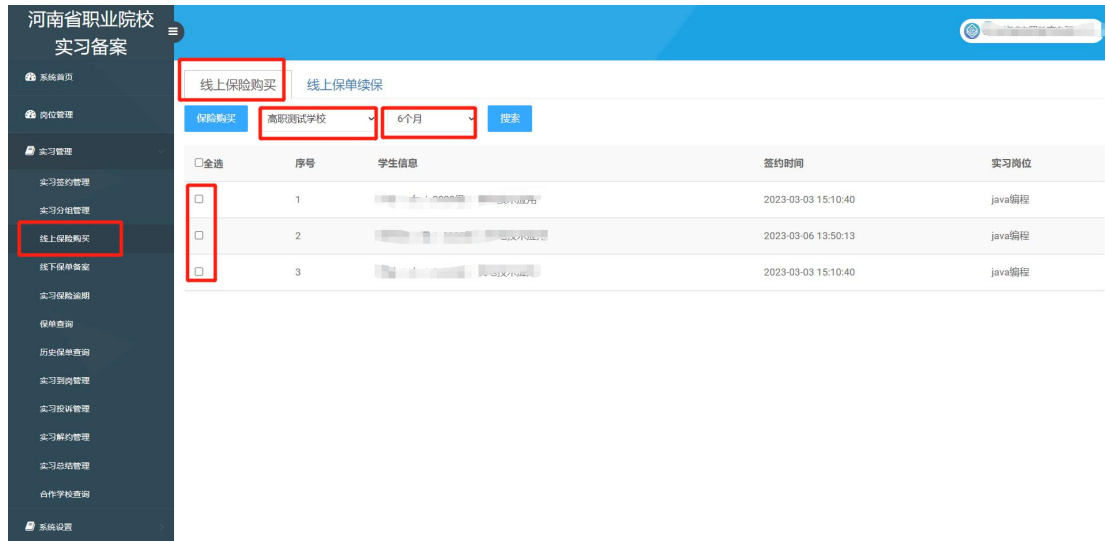 河南省职业院校
实习备案
系统首页
岗位管理
实习管理
实习签约管理
实习分组管理
线上保险购买
线下保单备案
实习保险逾期
保单查询
历史保单查询
实习到岗管理
实习投诉管理
实习解约管理
实习总结管理
合作学校查询
系统设置
线上保险购买 线上保单续保
保险购买 高职测试学校 6个月 搜索
全选 序号 学生信息 签约时间 实习岗位
1 2023-03-03 15:10:40 java编程
2 2023-03-06 13:50:13 java编程
3 2023-03-03 15:10:40 java编程